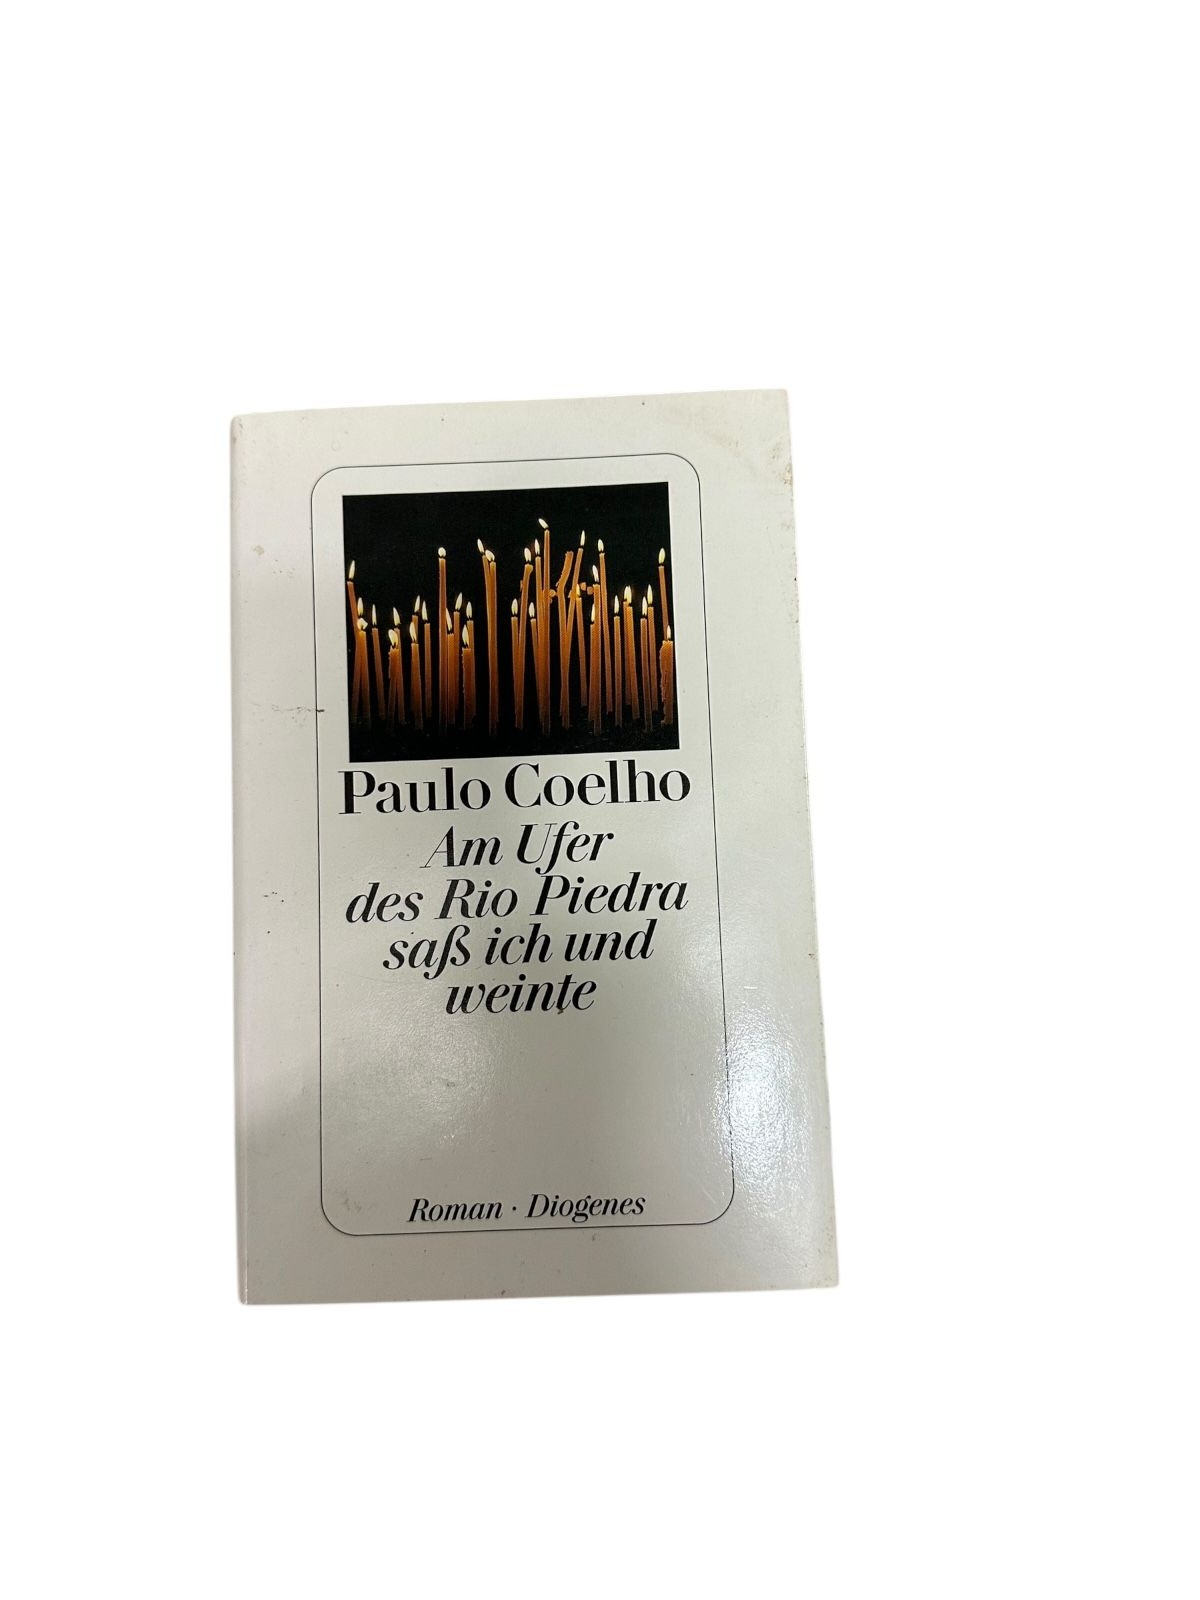 Paulo Coelho
Am Ufer
des Rio Piedra
saß ich und
weinte
Roman · Diogenes